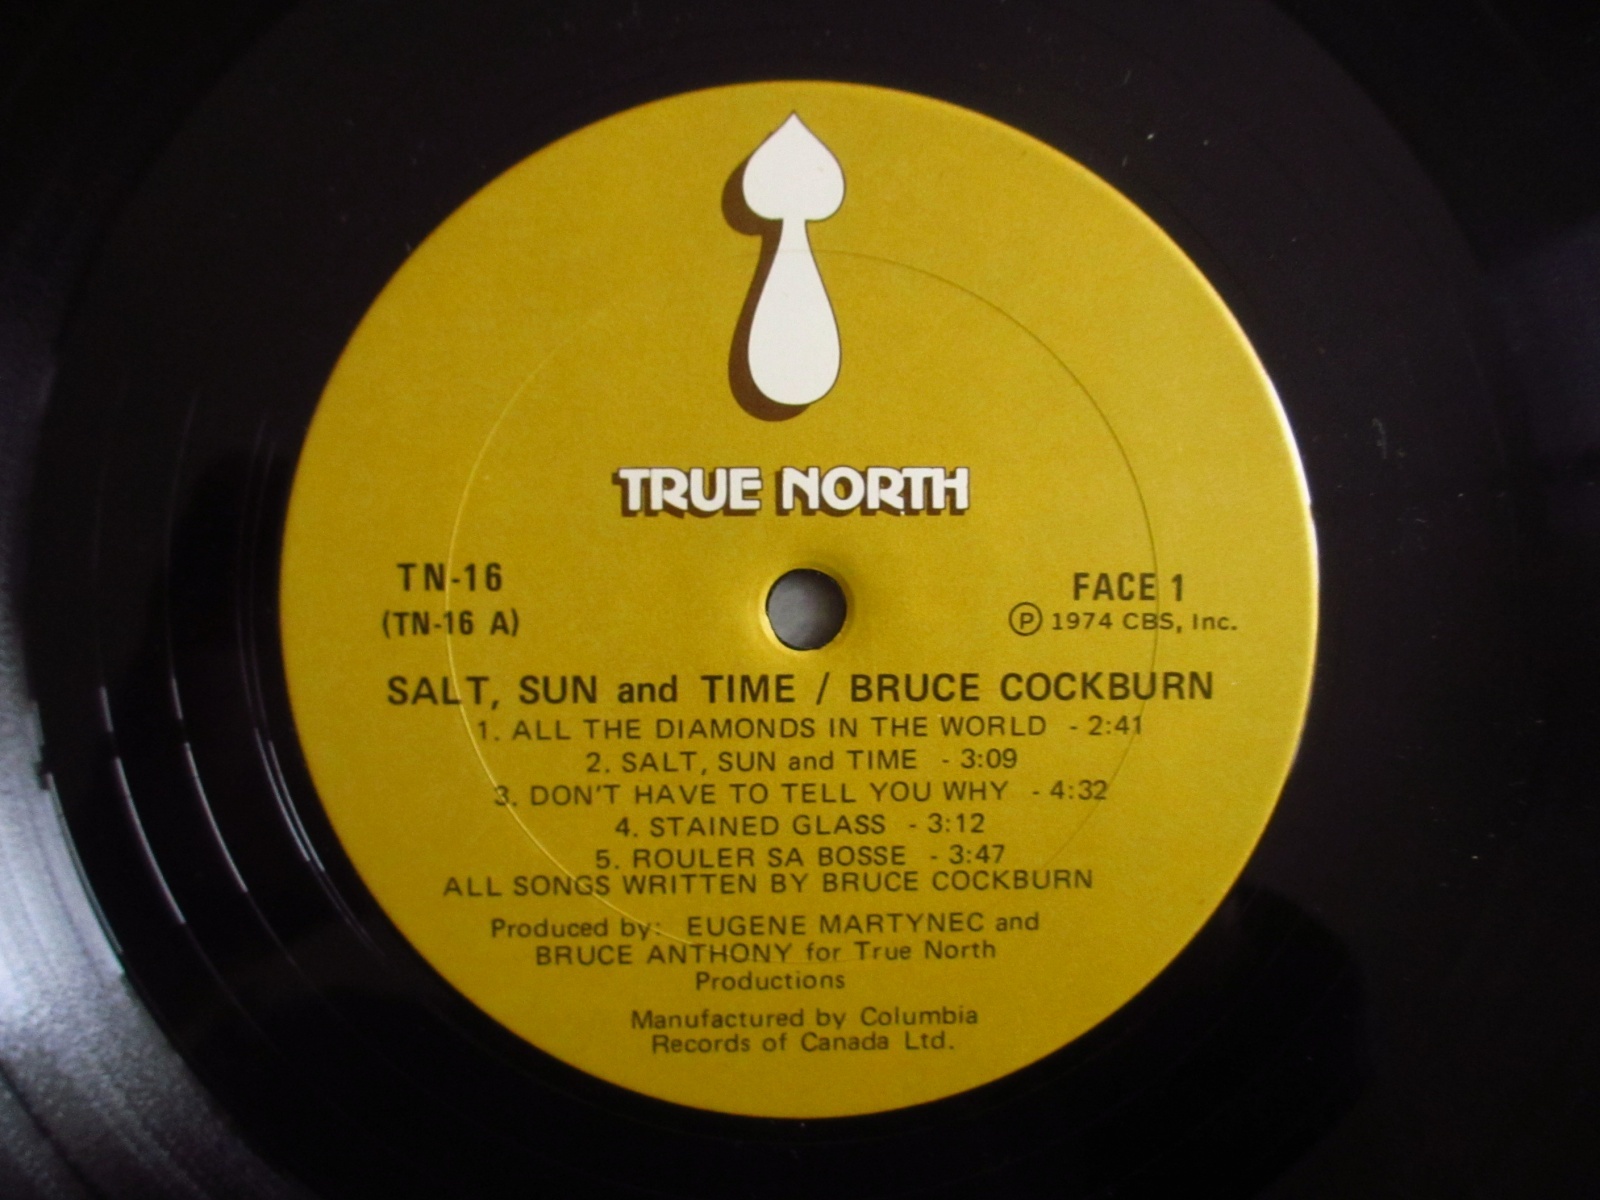 TRUE NORTH
TN-16
(TN-16 A)
FACE 1
Ⓟ 1974 CBS, Inc.
SALT, SUN and TIME / BRUCE COCKBURN
1. ALL THE DIAMONDS IN THE WORLD - 2:41
2. SALT, SUN and TIME - 3:09
3. DON'T HAVE TO TELL YOU WHY - 4:32
4. STAINED GLASS - 3:12
5. ROULER SA BOSSE - 3:47
ALL SONGS WRITTEN BY BRUCE COCKBURN
Produced by: EUGENE MARTYNEC and
BRUCE ANTHONY for True North
Productions
Manufactured by Columbia
Records of Canada Ltd.